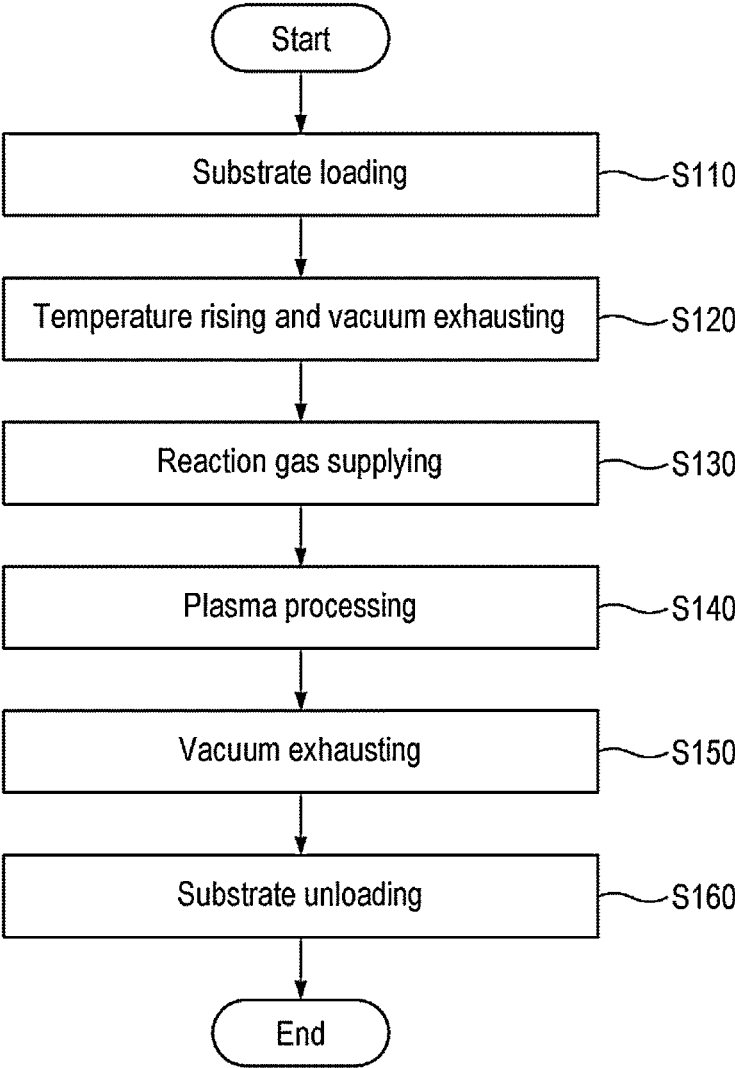 Start
Substrate loading
S110
Temperature rising and vacuum exhausting
S120
Reaction gas supplying
S130
Plasma processing
S140
Vacuum exhausting
S150
Substrate unloading
S160
End